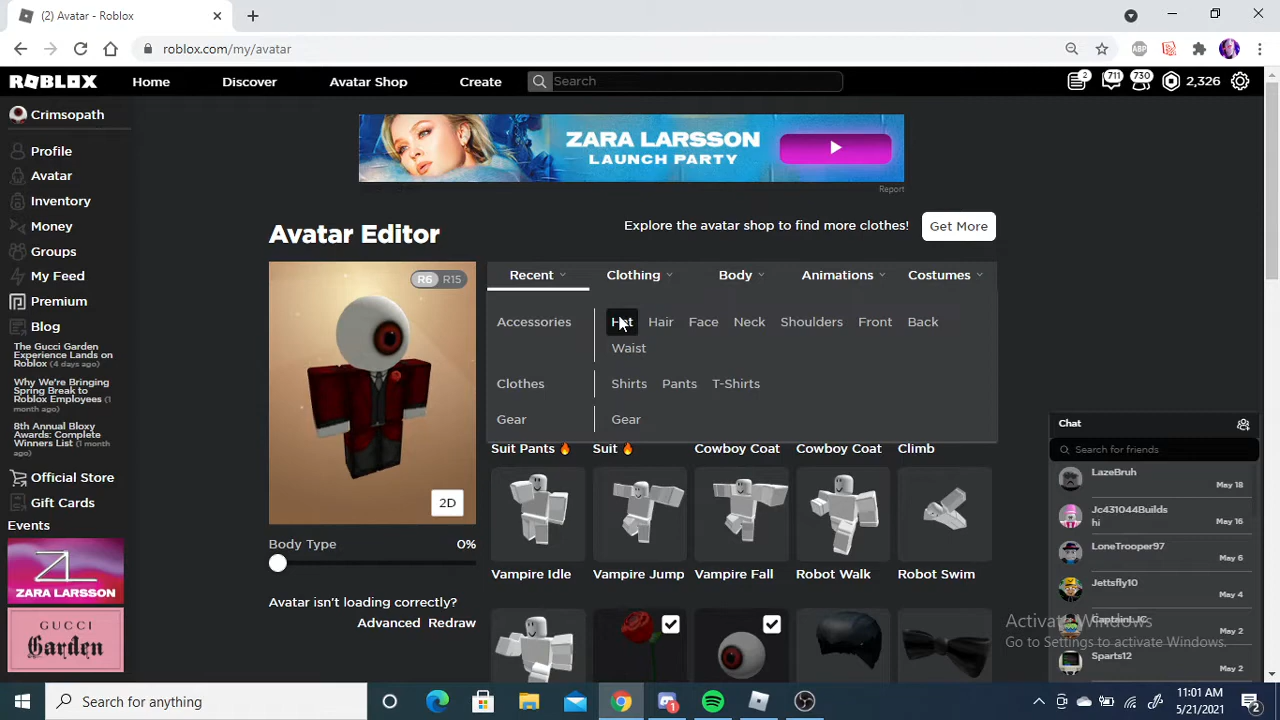 (2) Avatar - Roblox
roblox.com/my/avatar
ABP
ROBLOX
Home
Discover
Avatar Shop
Create
Search
2
711
730
2,326
Crimsopath
Profile
Avatar
Inventory
Money
Groups
My Feed
Premium
Blog
The Gucci Garden
Experience Lands on
Roblox (4 days ago)
Why We're Bringing
Spring Break to
Roblox Employees (1
month ago)
8th Annual Bloxy
Awards: Complete
Winners List (1 month
ago)
Official Store
Gift Cards
Events
ZL
ZARA LARSSON
GUCCI
Garden
ZARA LARSSON
LAUNCH PARTY
Report
Avatar Editor
Explore the avatar shop to find more clothes!
Get More
R6 R15
2D
Body Type 0%
Avatar isn't loading correctly?
Advanced Redraw
Recent
Clothing
Body
Animations
Costumes
Accessories
Hat Hair Face Neck Shoulders Front Back
Waist
Clothes
Shirts Pants T-Shirts
Gear
Gear
Suit Pants 🔥
Suit 🔥
Cowboy Coat
Cowboy Coat
Climb
Vampire Idle
Vampire Jump
Vampire Fall
Robot Walk
Robot Swim
Chat
Search for friends
LazeBruh
May 18
Jc431044Builds
hi
May 16
LoneTrooper97
May 6
Jettsfly10
May 4
CaptainLJC
May 2
Sparts12
May 2
Activate Windows
Go to Settings to activate Windows.
Search for anything
1
11:01 AM
5/21/2021
2